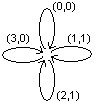 (0,0)
(3,0) (1,1)
(2,1)